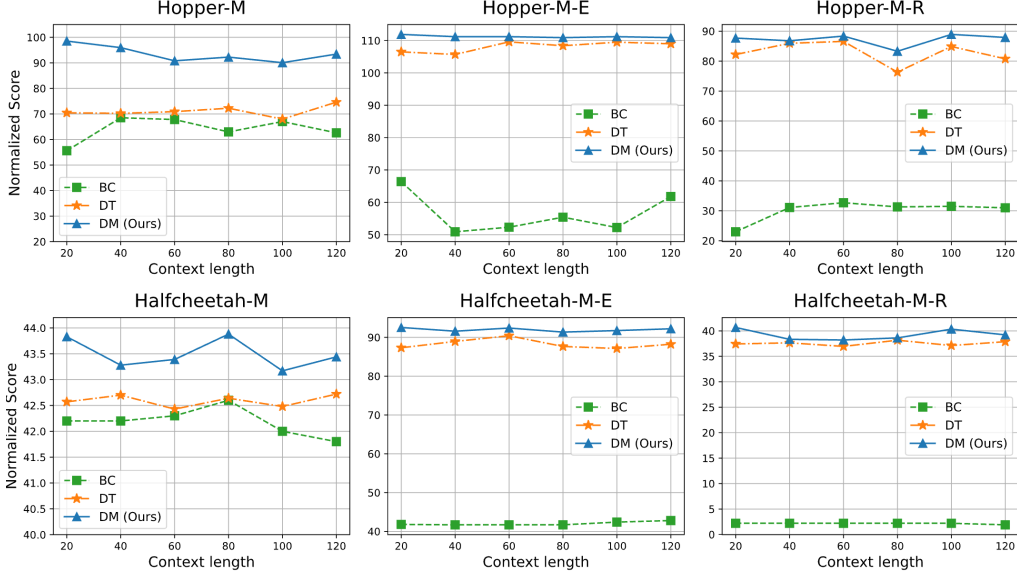 Hopper-M
Hopper-M-E
Hopper-M-R
Normalized Score
100
90
80
70
60
50
40
30
20
BC
DT
DM (Ours)
20 40 60 80 100 120
Context length
110
100
90
80
70
60
50
BC
DT
DM (Ours)
20 40 60 80 100 120
Context length
90
80
70
60
50
40
30
20
BC
DT
DM (Ours)
20 40 60 80 100 120
Context length
Halfcheetah-M
Halfcheetah-M-E
Halfcheetah-M-R
Normalized Score
44.0
43.5
43.0
42.5
42.0
41.5
41.0
40.5
40.0
BC
DT
DM (Ours)
20 40 60 80 100 120
Context length
90
80
70
60
50
40
BC
DT
DM (Ours)
20 40 60 80 100 120
Context length
40
35
30
25
20
15
10
5
0
BC
DT
DM (Ours)
20 40 60 80 100 120
Context length